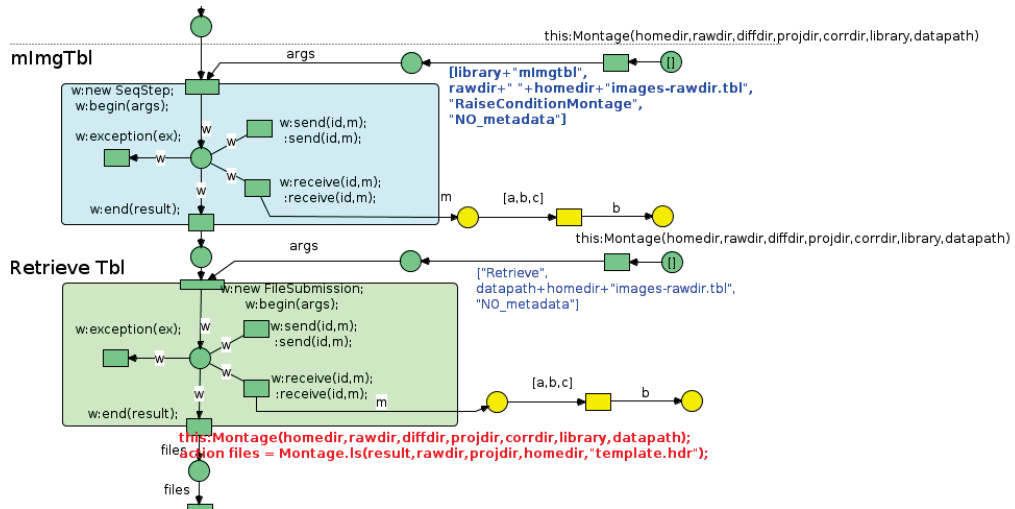 this:Montage(homedir,rawdir,diffdir,projdir,corrdir,library,datapath)
mImgTbl
args
[]
[library+"mImgtbl",
rawdir+" "+homedir+"images-rawdir.tbl",
"RaiseConditionMontage",
"NO_metadata"]
w:new SeqStep;
w:begin(args);
w
w:exception(ex);
w
w:send(id,m);
:send(id,m);
w
w
w:receive(id,m);
:receive(id,m);
w
m
[a,b,c]
b
w:end(result);
this:Montage(homedir,rawdir,diffdir,projdir,corrdir,library,datapath)
Retrieve Tbl
args
[]
["Retrieve",
datapath+homedir+"images-rawdir.tbl",
"NO_metadata"]
w:new FileSubmission;
w:begin(args);
w
w:exception(ex);
w
w:send(id,m);
:send(id,m);
w
w
w:receive(id,m);
:receive(id,m);
w
m
[a,b,c]
b
w:end(result);
this:Montage(homedir,rawdir,diffdir,projdir,corrdir,library,datapath);
action files = Montage.ls(result,rawdir,projdir,homedir,"template.hdr");
files
files